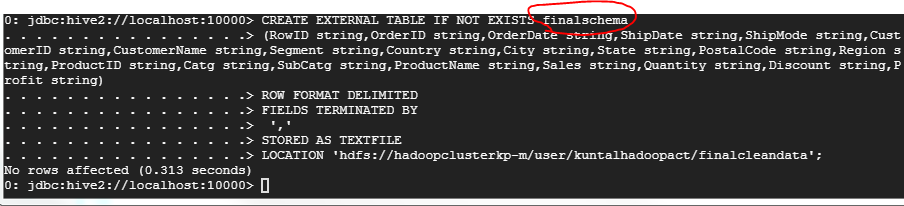 0: jdbc:hive2://localhost:10000> CREATE EXTERNAL TABLE IF NOT EXISTS finalschema
. . . . . . . . . . . . . . . .> (RowID string,OrderID string,OrderDate string,ShipDate string,ShipMode string,Cust
omerID string,CustomerName string,Segment string,Country string,City string,State string,PostalCode string,Region s
tring,ProductID string,Catg string,SubCatg string,ProductName string,Sales string,Quantity string,Discount string,P
rofit string)
. . . . . . . . . . . . . . . .> ROW FORMAT DELIMITED
. . . . . . . . . . . . . . . .> FIELDS TERMINATED BY
. . . . . . . . . . . . . . . .>  ','
. . . . . . . . . . . . . . . .> STORED AS TEXTFILE
. . . . . . . . . . . . . . . .> LOCATION 'hdfs://hadoopclusterkp-m/user/kuntalhadoopact/finalcleandata';
No rows affected (0.313 seconds)
0: jdbc:hive2://localhost:10000>